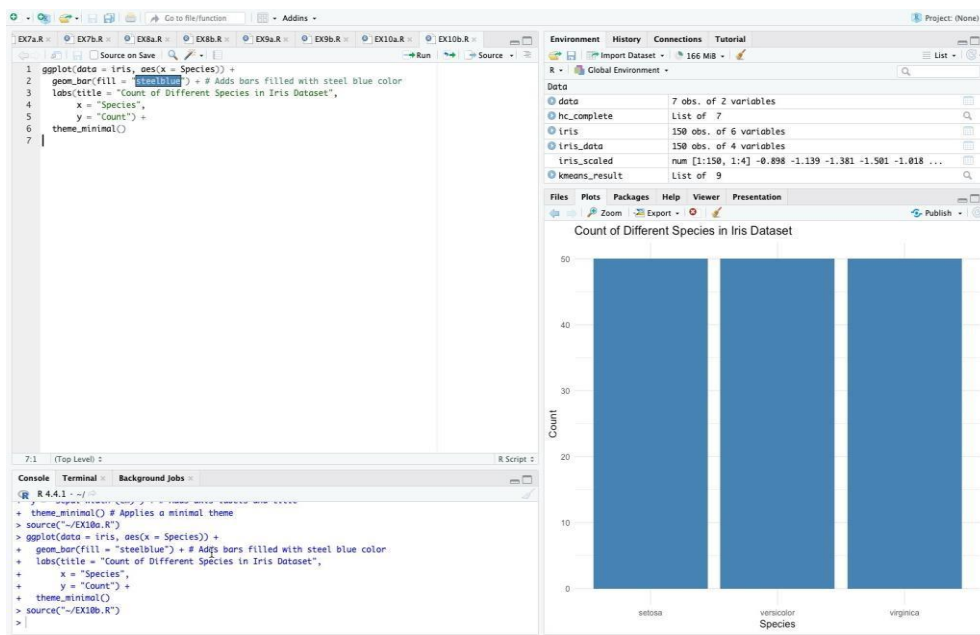 Go to file/function
Addins
Project: (None)
EX7a.R
EX7b.R
EX8a.R
EX8b.R
EX9a.R
EX9b.R
EX10a.R
EX10b.R
Source on Save
Run
Source
1 ggplot(data = iris, aes(x = Species)) +
2 geom_bar(fill = "steelblue") + # Adds bars filled with steel blue color
3 labs(title = "Count of Different Species in Iris Dataset",
4 x = "Species",
5 y = "Count") +
6 theme_minimal()
7
7:1 (Top Level)
R Script
Console Terminal Background Jobs
R 4.4.1 · ~/
+ theme_minimal() # Applies a minimal theme
> source("~/EX10a.R")
> ggplot(data = iris, aes(x = Species)) +
+ geom_bar(fill = "steelblue") + # Adds bars filled with steel blue color
+ labs(title = "Count of Different Species in Iris Dataset",
+ x = "Species",
+ y = "Count") +
+ theme_minimal()
> source("~/EX10b.R")
>
Environment History Connections Tutorial
Import Dataset 166 MiB List
R Global Environment
Data
data 7 obs. of 2 variables
hc_complete List of 7
iris 150 obs. of 6 variables
iris_data 150 obs. of 4 variables
iris_scaled num [1:150, 1:4] -0.898 -1.139 -1.381 -1.501 -1.018 ...
kmeans_result List of 9
Files Plots Packages Help Viewer Presentation
Zoom Export Publish
Count of Different Species in Iris Dataset
50
40
30
20
10
0
Count
setosa versicolor virginica
Species